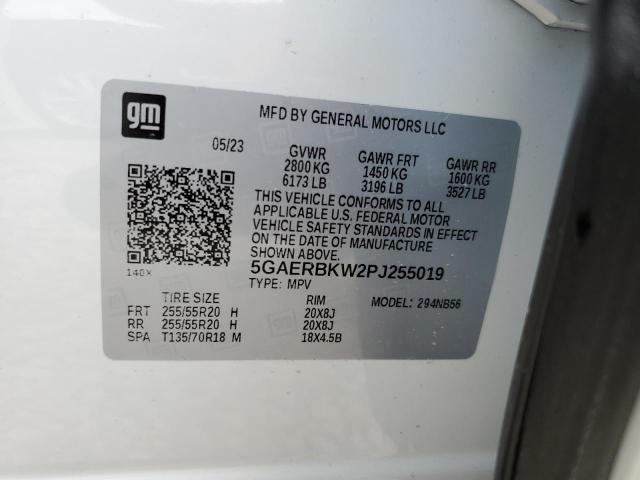 gm
MFD BY GENERAL MOTORS LLC
05/23 GVWR GAWR FRT GAWR RR
2800 KG 1450 KG 1600 KG
6173 LB 3196 LB 3527 LB
THIS VEHICLE CONFORMS TO ALL
APPLICABLE U.S. FEDERAL MOTOR
VEHICLE SAFETY STANDARDS IN EFFECT
ON THE DATE OF MANUFACTURE
SHOWN ABOVE.
140X 5GAERBKW2PJ255019
TYPE: MPV MODEL: 294NB56
TIRE SIZE RIM
FRT 255/55R20 H 20X8J
RR 255/55R20 H 20X8J
SPA T135/70R18 M 18X4.5B